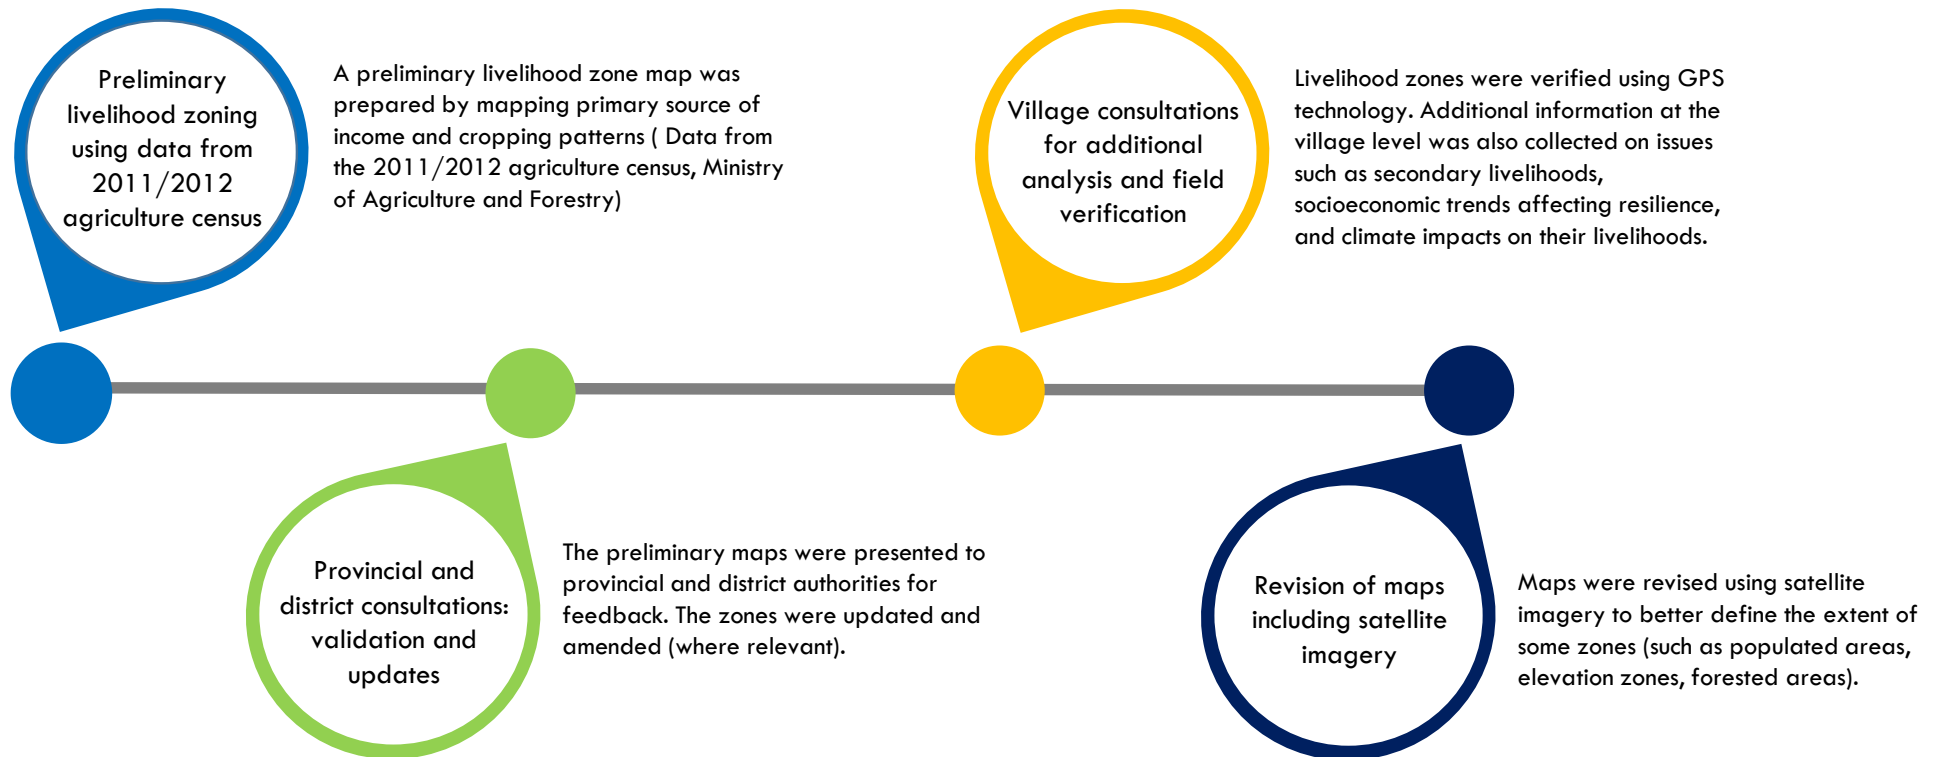 Preliminary
livelihood zoning
using data from
2011/2012
agriculture census
A preliminary livelihood zone map was
prepared by mapping primary source of
income and cropping patterns ( Data from
the 2011/2012 agriculture census, Ministry
of Agriculture and Forestry)
Provincial and
district consultations:
validation and
updates
The preliminary maps were presented to
provincial and district authorities for
feedback. The zones were updated and
amended (where relevant).
Village consultations
for additional
analysis and field
verification
Livelihood zones were verified using GPS
technology. Additional information at the
village level was also collected on issues
such as secondary livelihoods,
socioeconomic trends affecting resilience,
and climate impacts on their livelihoods.
Revision of maps
including satellite
imagery
Maps were revised using satellite
imagery to better define the extent of
some zones (such as populated areas,
elevation zones, forested areas).